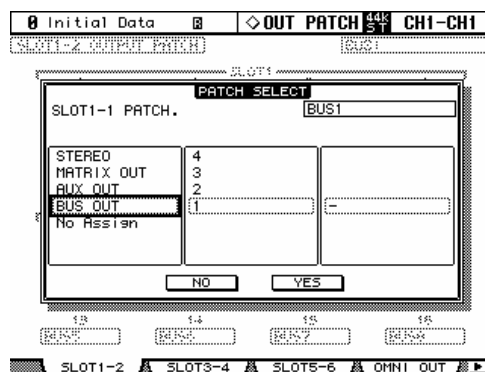 0 Initial Data R ◇OUT PATCH 44K ST CH1-CH1
SLOT1-2 OUTPUT PATCH BUS1
SLOT1
PATCH SELECT
SLOT1-1 PATCH. BUS1
STEREO 4
MATRIX OUT 3
AUX OUT 2
BUS OUT 1 -
No Assign
NO YES
13 14 15 16
BUS5 BUS6 BUS7 BUS8
SLOT1-2 SLOT3-4 SLOT5-6 OMNI OUT